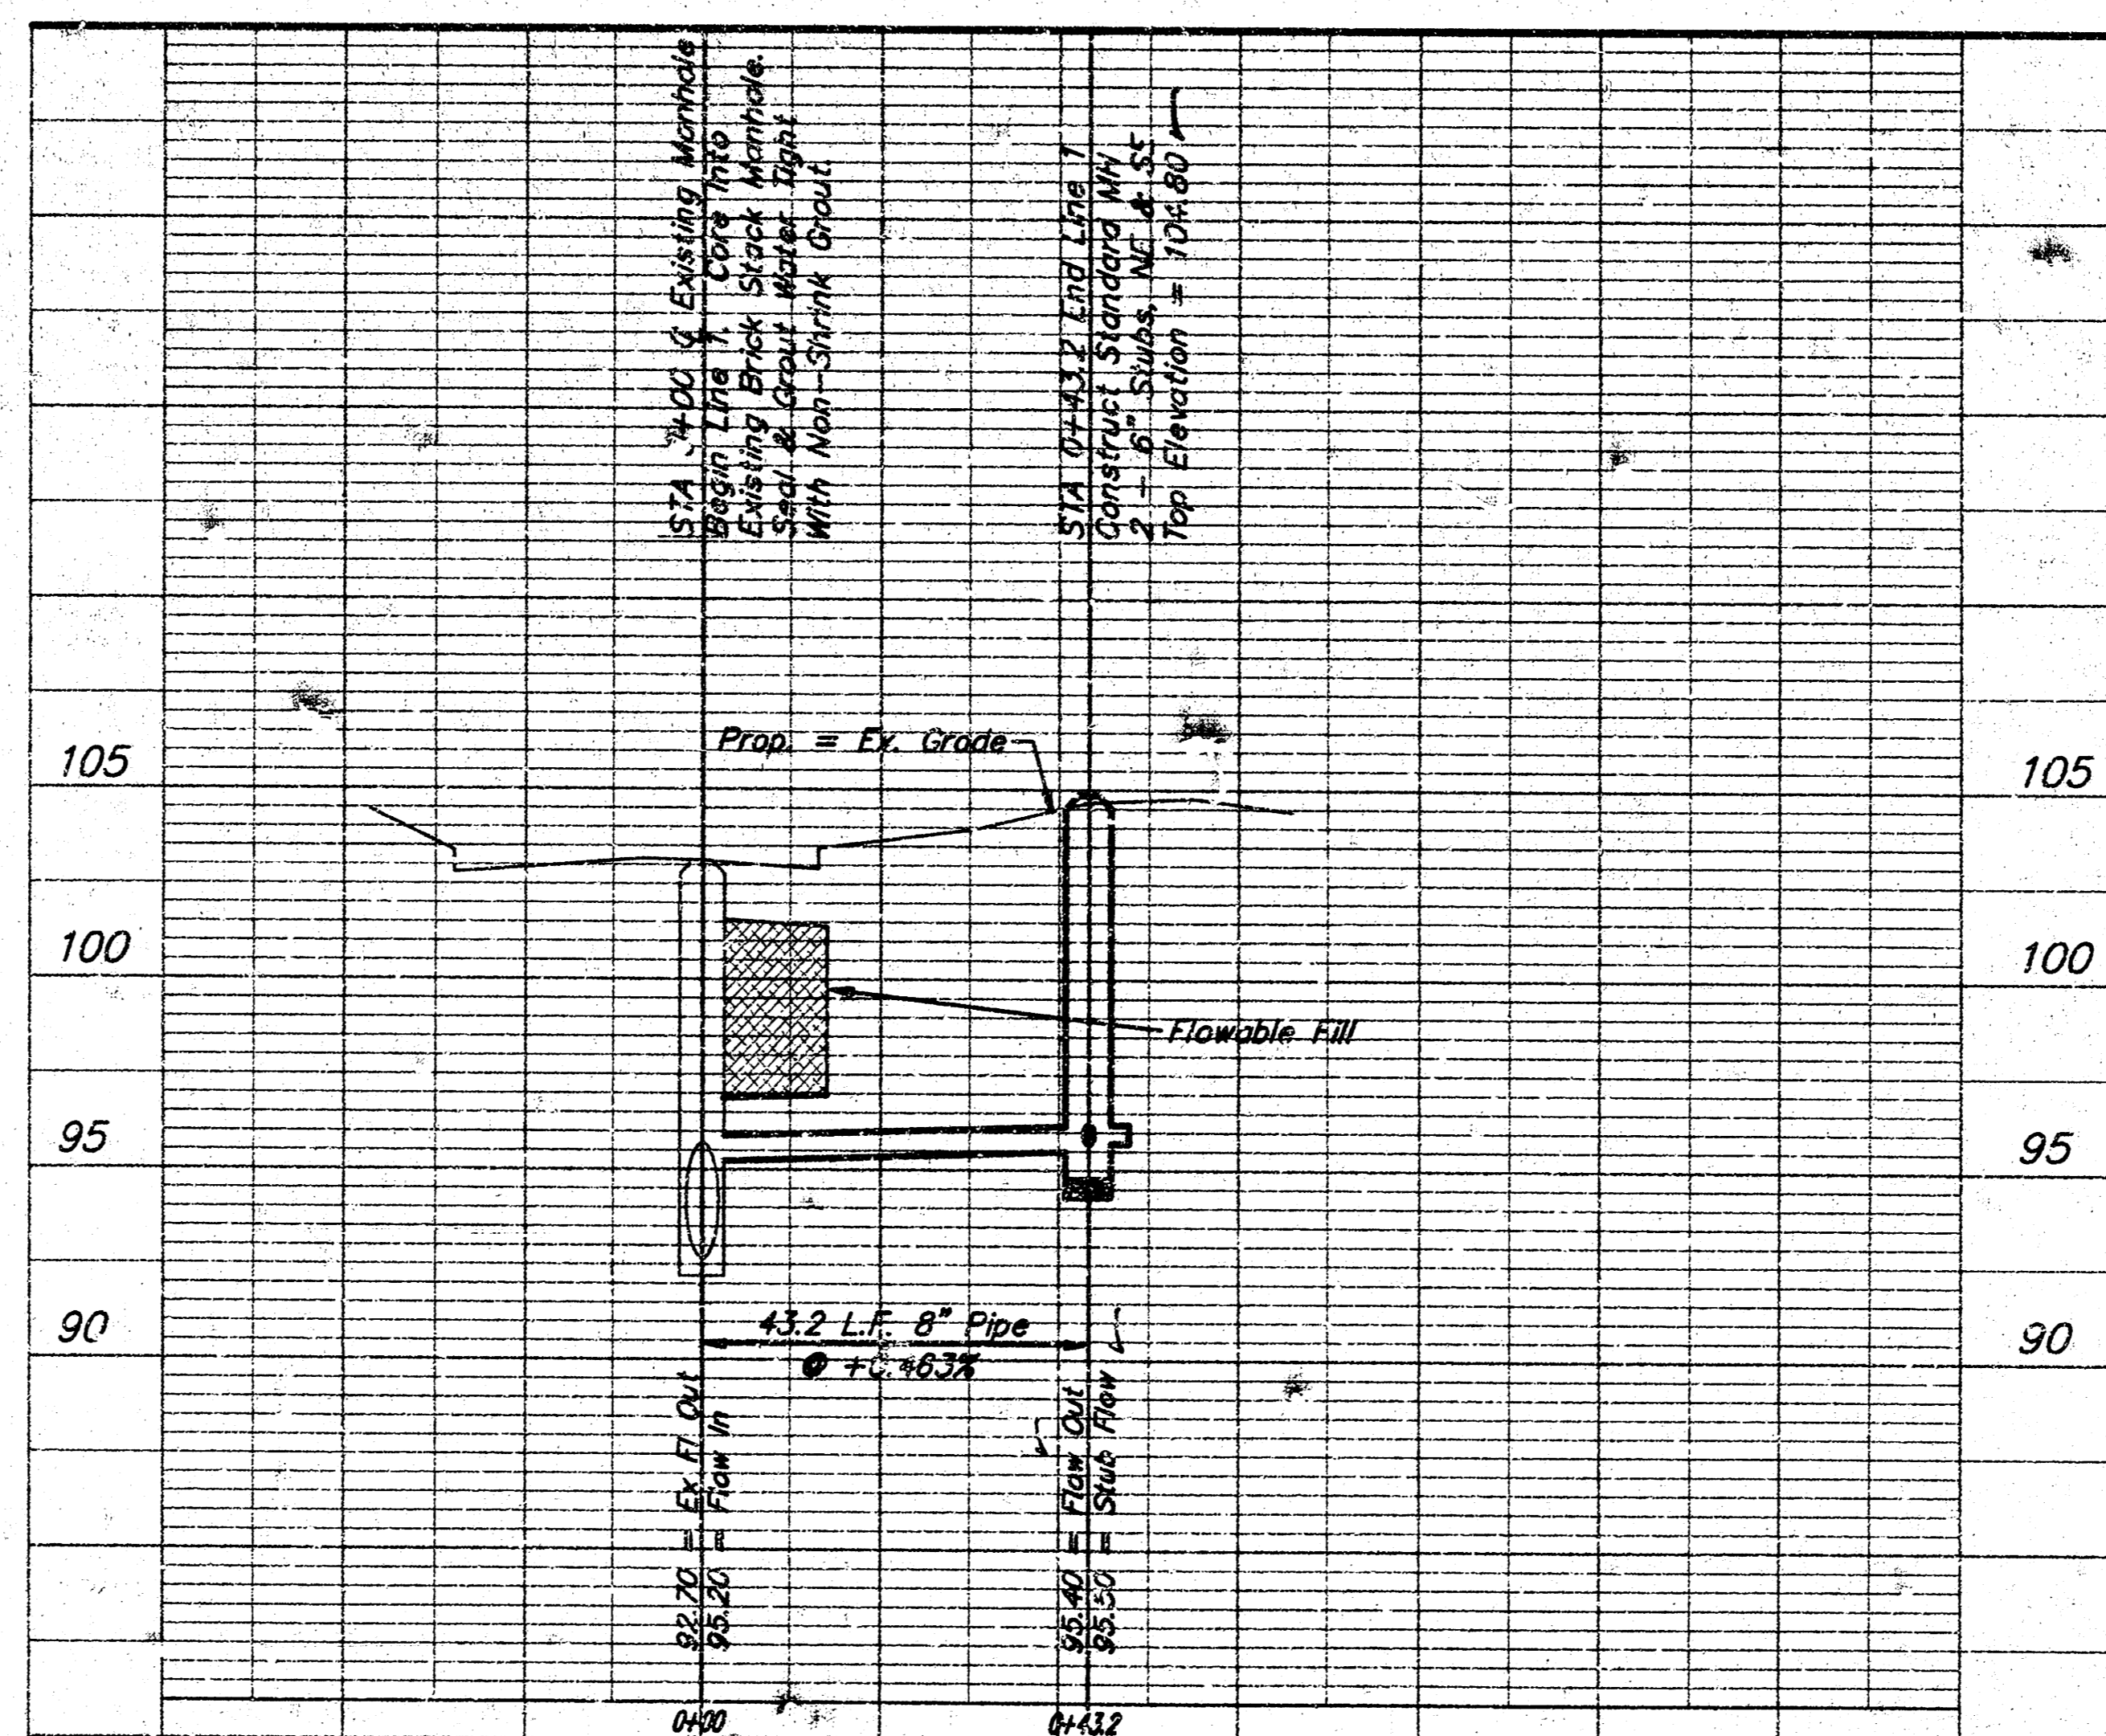 STA 0+00 ℄ Existing Manhole
Begin Line 1. Core Into
Existing Brick Stack Manhole.
Seal & Grout Water Tight
With Non-Shrink Grout.
STA 0+43.2 End Line 1
Construct Standard MH
2 - 6" Stubs, NE & SE
Top Elevation = 104.80
Prop. = Ex. Grade
105
105
100
100
Flowable Fill
95
95
90
90
43.2 L.F. 8" Pipe
@ +0.463%
92.70 = Ex Fl Out
95.20 = Flow In
95.40 = Flow Out
95.50 = Stub Flow
0+00
0+43.2